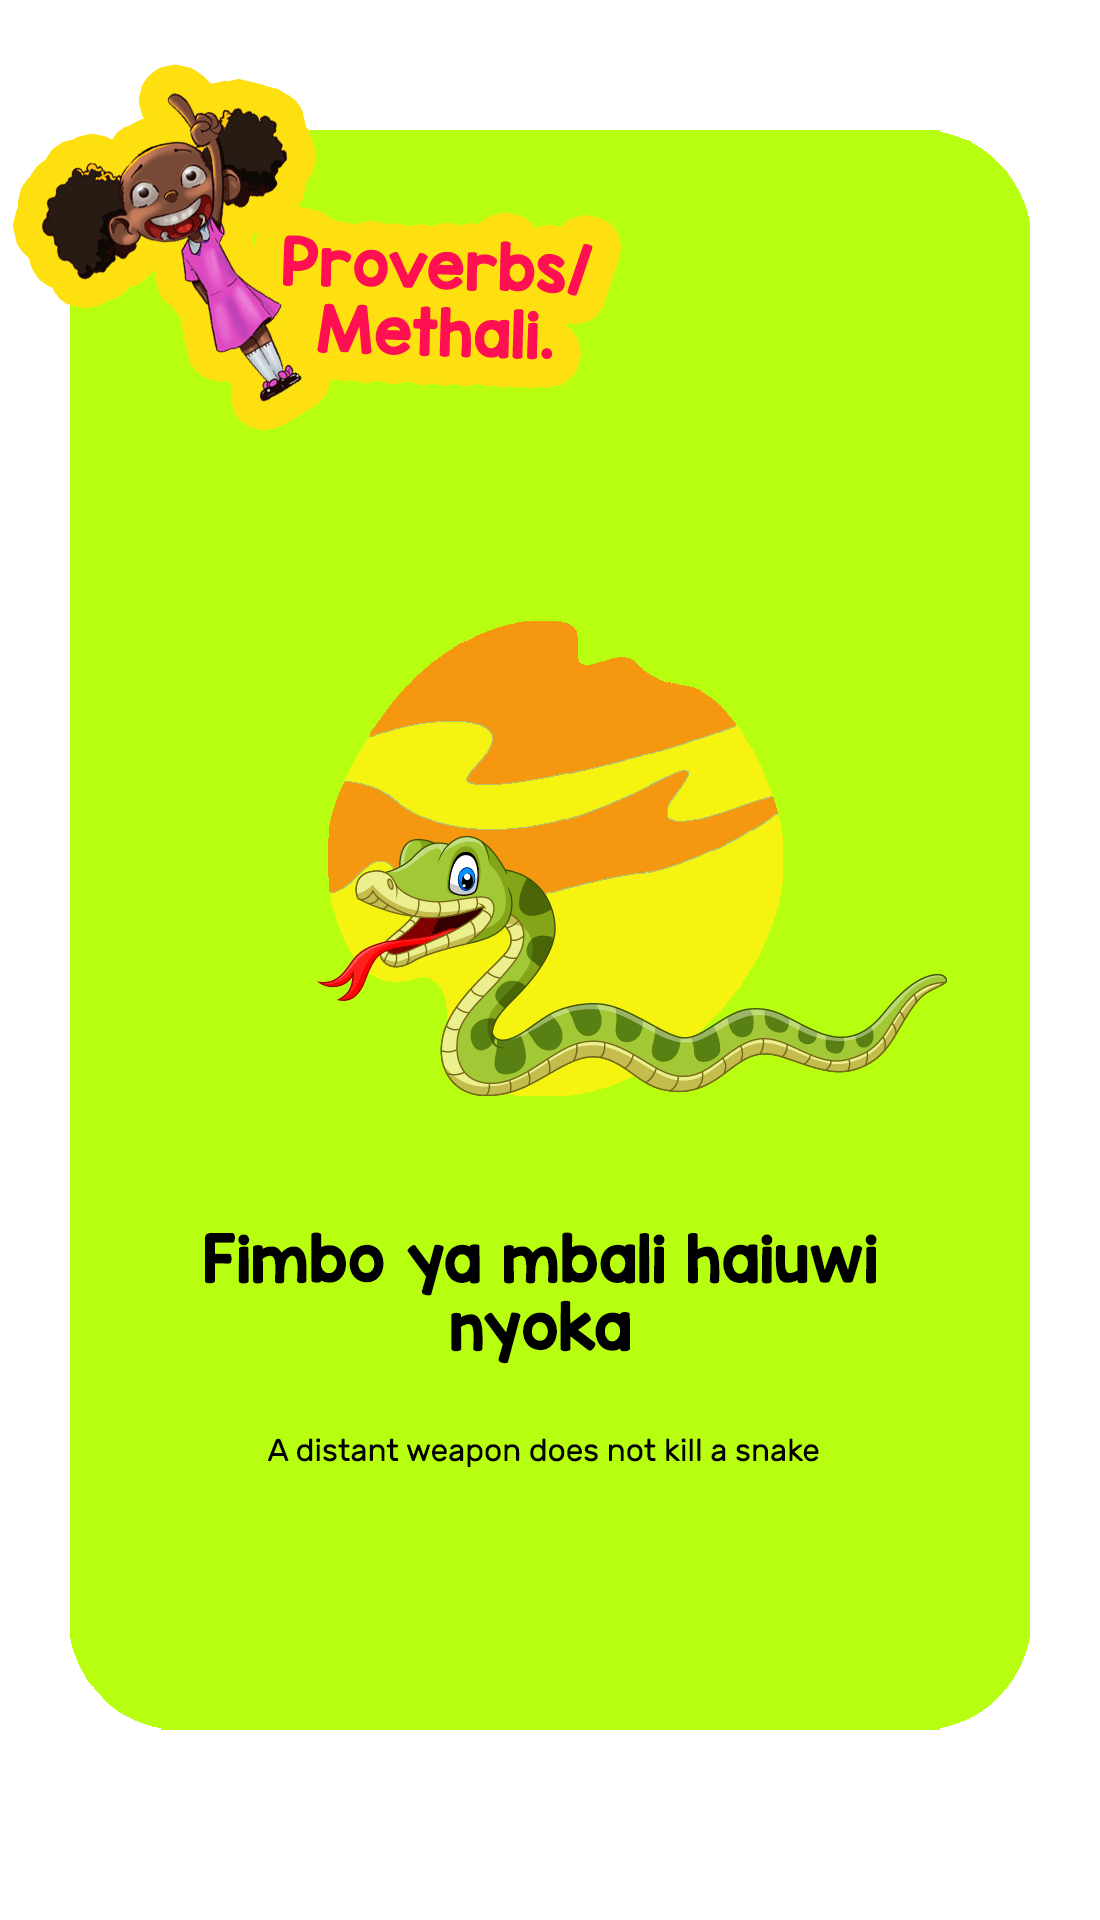 Proverbs/
Methali.
Fimbo ya mbali haiuwi
nyoka
A distant weapon does not kill a snake